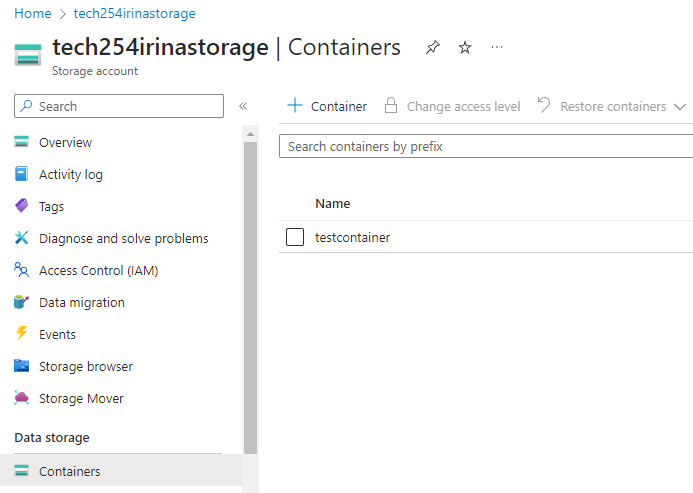 Home > tech254irinastorage
tech254irinastorage | Containers
Storage account
Search
Overview
Activity log
Tags
Diagnose and solve problems
Access Control (IAM)
Data migration
Events
Storage browser
Storage Mover
Data storage
Containers
+ Container Change access level Restore containers
Search containers by prefix
Name
testcontainer